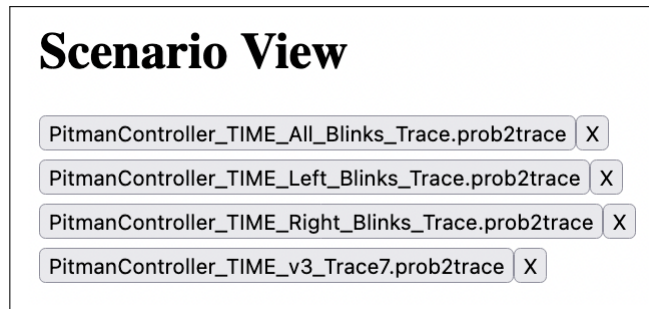 Scenario View
PitmanController_TIME_All_Blinks_Trace.prob2trace X
PitmanController_TIME_Left_Blinks_Trace.prob2trace X
PitmanController_TIME_Right_Blinks_Trace.prob2trace X
PitmanController_TIME_v3_Trace7.prob2trace X